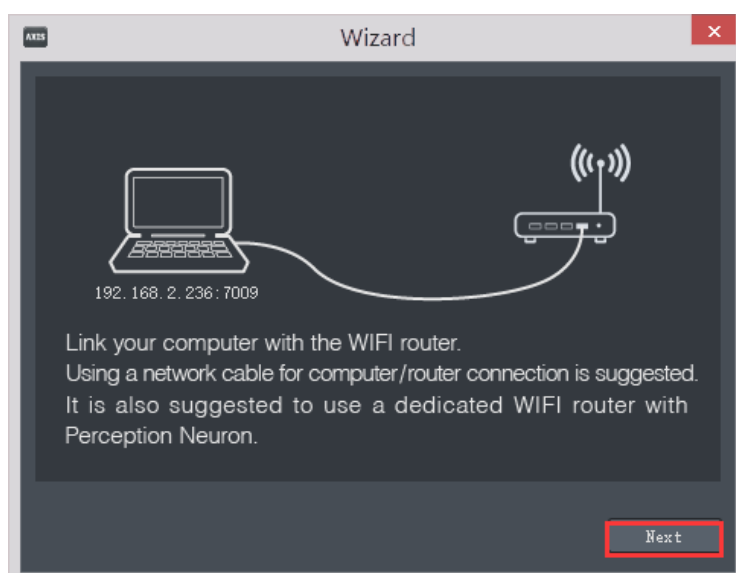 AXIS
Wizard
192.168.2.236:7009
Link your computer with the WIFI router.
Using a network cable for computer/router connection is suggested.
It is also suggested to use a dedicated WIFI router with
Perception Neuron.
Next